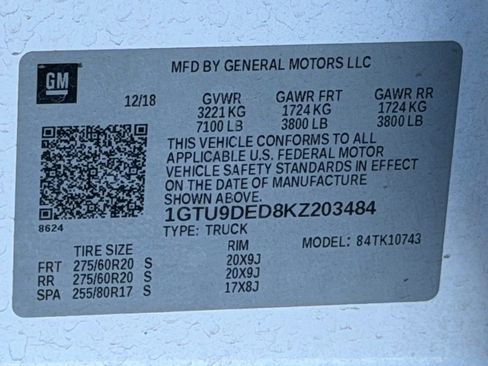 GM
MFD BY GENERAL MOTORS LLC
12/18 GVWR GAWR FRT GAWR RR
3221 KG 1724 KG 1724 KG
7100 LB 3800 LB 3800 LB
THIS VEHICLE CONFORMS TO ALL
APPLICABLE U.S. FEDERAL MOTOR
VEHICLE SAFETY STANDARDS IN EFFECT
ON THE DATE OF MANUFACTURE
SHOWN ABOVE.
8624
1GTU9DED8KZ203484
TYPE: TRUCK MODEL: 84TK10743
TIRE SIZE RIM
FRT 275/60R20 S 20X9J
RR 275/60R20 S 20X9J
SPA 255/80R17 S 17X8J